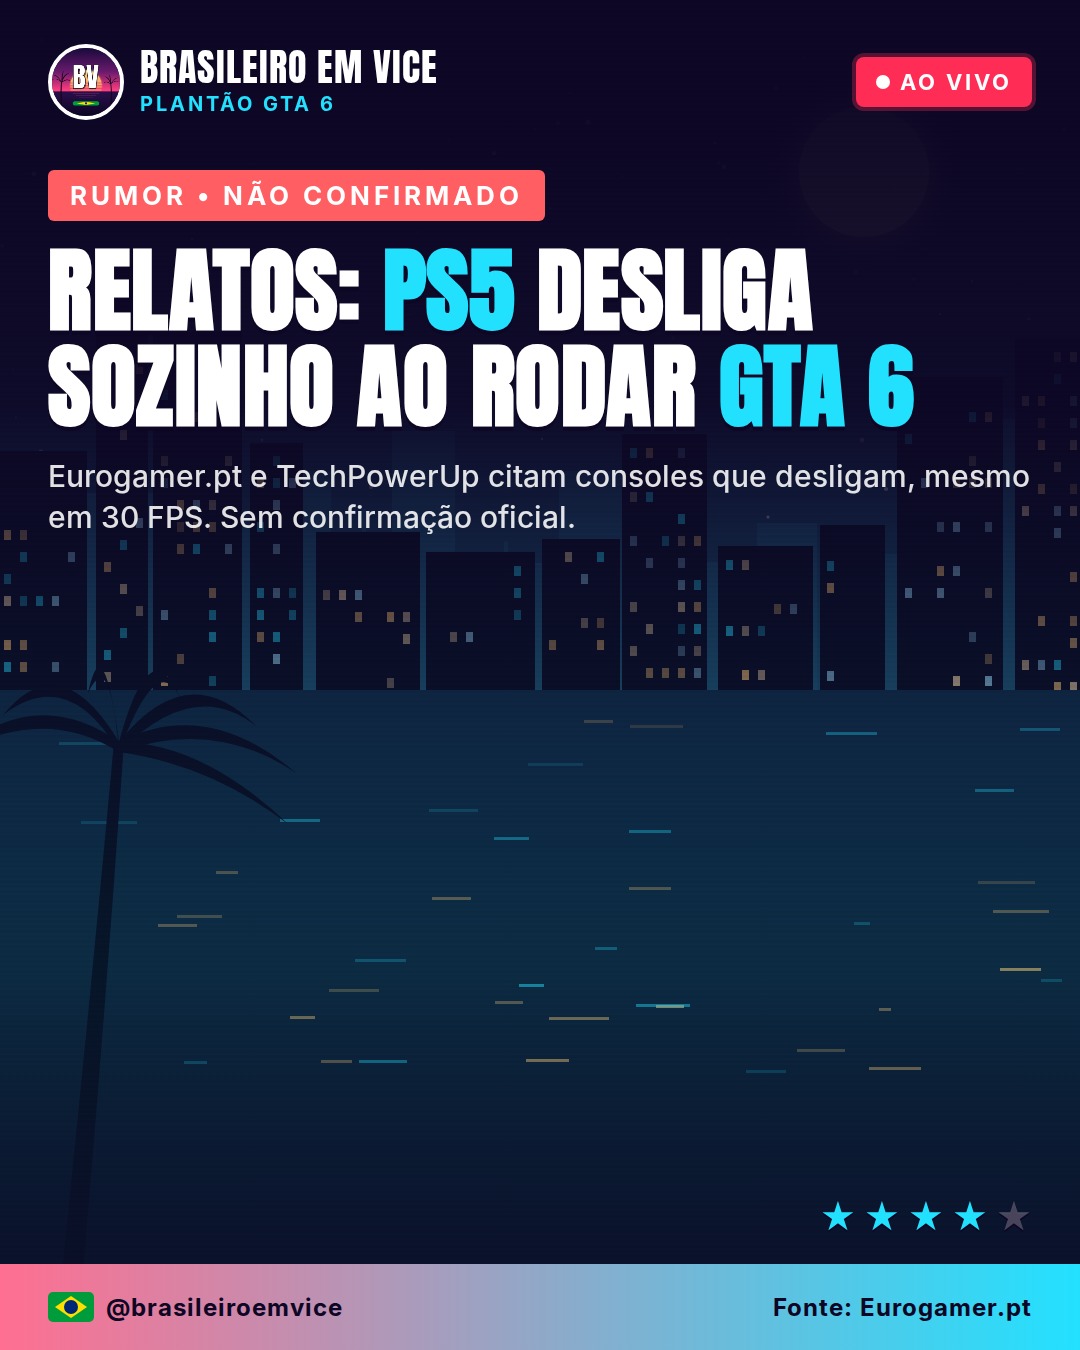 BV
BRASILEIRO EM VICE
PLANTÃO GTA 6
AO VIVO
RUMOR • NÃO CONFIRMADO
RELATOS: PS5 DESLIGA
SOZINHO AO RODAR GTA 6
Eurogamer.pt e TechPowerUp citam consoles que desligam, mesmo
em 30 FPS. Sem confirmação oficial.
@brasileiroemvice
Fonte: Eurogamer.pt